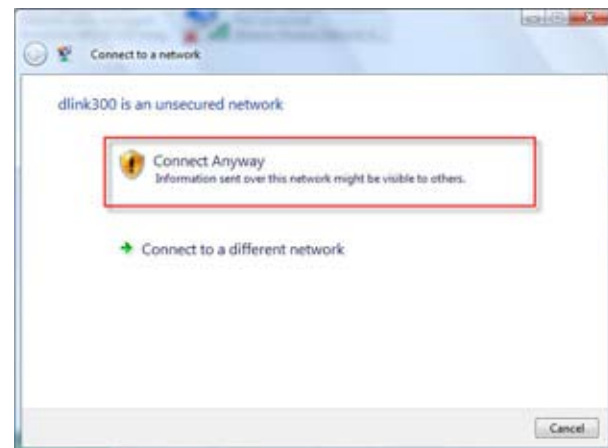 Connect to a network
dlink300 is an unsecured network
Connect Anyway
Information sent over this network might be visible to others.
Connect to a different network
Cancel